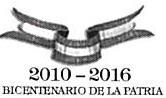 2010 – 2016
BICENTENARIO DE LA PATRIA